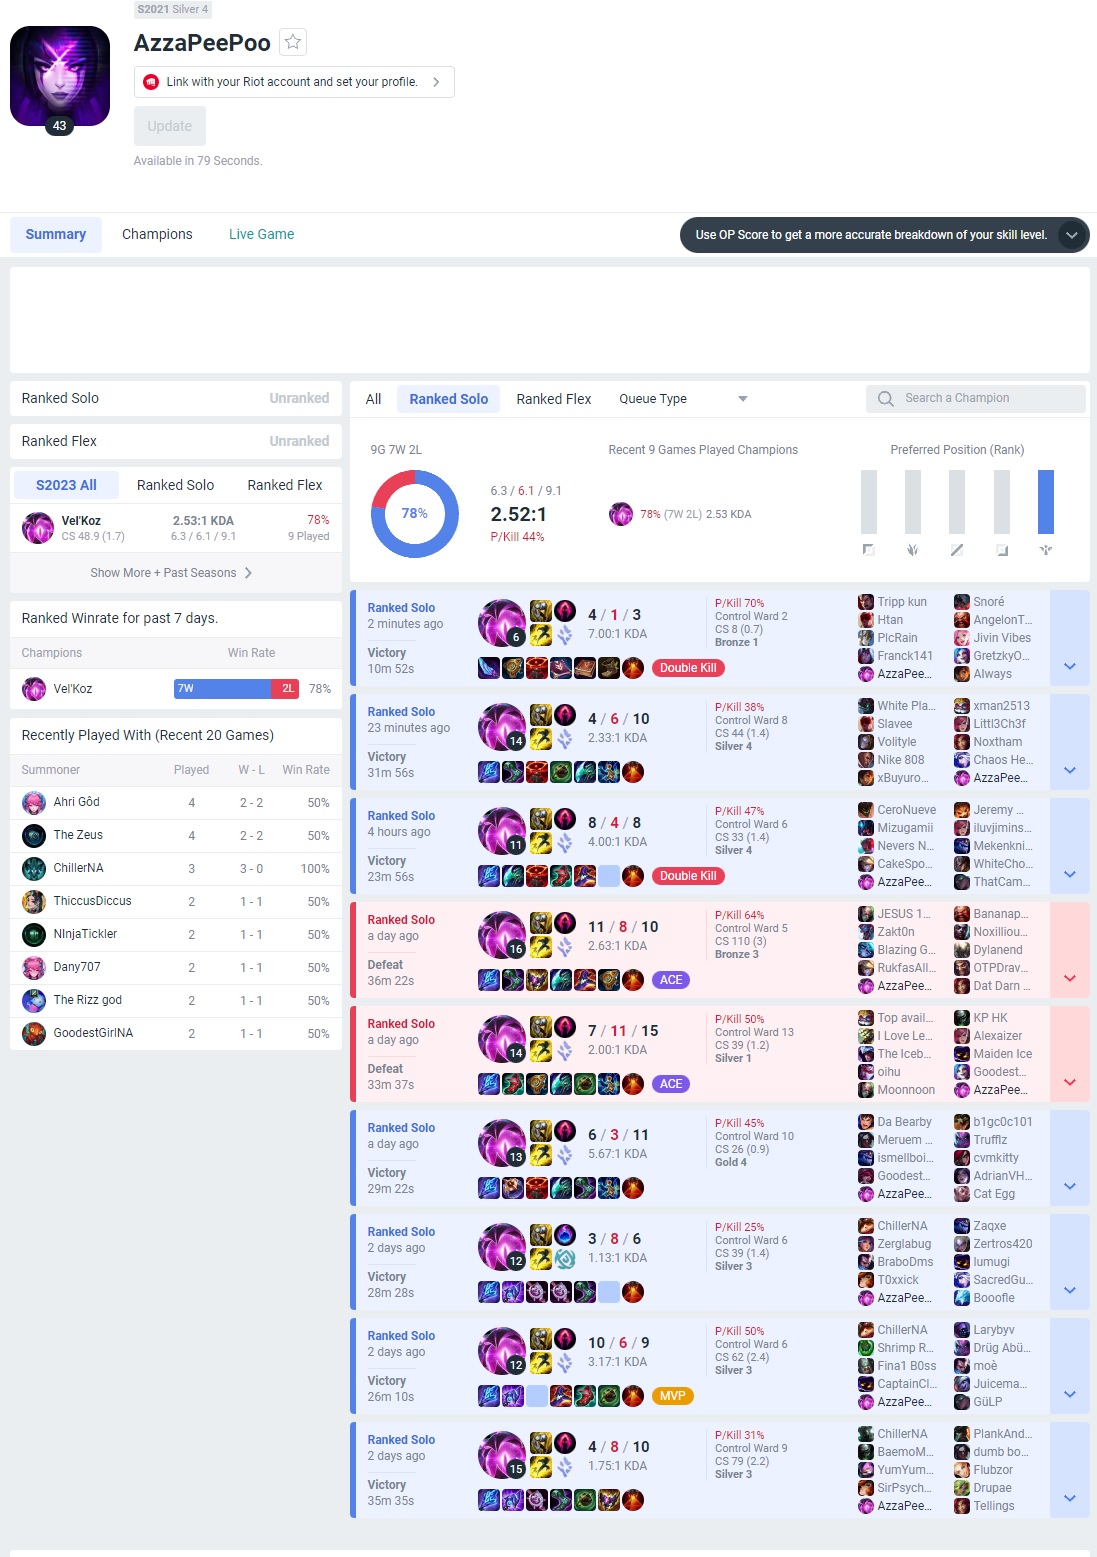 S2021 Silver 4
AzzaPeePoo
Link with your Riot account and set your profile.
43
Update
Available in 79 Seconds.
Summary Champions Live Game
Use OP Score to get a more accurate breakdown of your skill level.
Ranked Solo Unranked
Ranked Flex Unranked
S2023 All Ranked Solo Ranked Flex
Vel'Koz 2.53:1 KDA 78%
CS 48.9 (1.7) 6.3 / 6.1 / 9.1 9 Played
Show More + Past Seasons
Ranked Winrate for past 7 days.
Champions Win Rate
Vel'Koz 7W 2L 78%
Recently Played With (Recent 20 Games)
Summoner Played W - L Win Rate
Ahri Gôd 4 2 - 2 50%
The Zeus 4 2 - 2 50%
ChillerNA 3 3 - 0 100%
ThiccusDiccus 2 1 - 1 50%
NInjaTickler 2 1 - 1 50%
Dany707 2 1 - 1 50%
The Rizz god 2 1 - 1 50%
GoodestGirlNA 2 1 - 1 50%
All Ranked Solo Ranked Flex Queue Type Search a Champion
9G 7W 2L Recent 9 Games Played Champions Preferred Position (Rank)
78%
6.3 / 6.1 / 9.1
2.52:1
P/Kill 44%
78% (7W 2L) 2.53 KDA
Ranked Solo
2 minutes ago
Victory
10m 52s
6
4 / 1 / 3
7.00:1 KDA
Double Kill
P/Kill 70%
Control Ward 2
CS 8 (0.7)
Bronze 1
Tripp kun Snoré
Htan AngelonT...
PlcRain Jivin Vibes
Franck141 GretzkyO...
AzzaPee... Always
Ranked Solo
23 minutes ago
Victory
31m 56s
14
4 / 6 / 10
2.33:1 KDA
P/Kill 38%
Control Ward 8
CS 44 (1.4)
Silver 4
White Pla... xman2513
Slavee Littl3Ch3f
Volityle Noxtham
Nike 808 Chaos He...
xBuyuro... AzzaPee...
Ranked Solo
4 hours ago
Victory
23m 56s
11
8 / 4 / 8
4.00:1 KDA
Double Kill
P/Kill 47%
Control Ward 6
CS 33 (1.4)
Silver 4
CeroNueve Jeremy ...
Mizugamii iluvjimins...
Nevers N... Mekenkni...
CakeSpo... WhiteCho...
AzzaPee... ThatCam...
Ranked Solo
a day ago
Defeat
36m 22s
16
11 / 8 / 10
2.63:1 KDA
ACE
P/Kill 64%
Control Ward 5
CS 110 (3)
Bronze 3
JESUS 1... Bananap...
Zakt0n Noxilliou...
Blazing G... Dylanend
RukfasAll... OTPDrav...
AzzaPee... Dat Darn ...
Ranked Solo
a day ago
Defeat
33m 37s
14
7 / 11 / 15
2.00:1 KDA
ACE
P/Kill 50%
Control Ward 13
CS 39 (1.2)
Silver 1
Top avail... KP HK
I Love Le... Alexaizer
The Iceb... Maiden Ice
oihu Goodest...
Moonnoon AzzaPee...
Ranked Solo
a day ago
Victory
29m 22s
13
6 / 3 / 11
5.67:1 KDA
P/Kill 45%
Control Ward 10
CS 26 (0.9)
Gold 4
Da Bearby b1gc0c101
Meruem ... Trufflz
ismellboi... cvmkitty
Goodest... AdrianVH...
AzzaPee... Cat Egg
Ranked Solo
2 days ago
Victory
28m 28s
12
3 / 8 / 6
1.13:1 KDA
P/Kill 25%
Control Ward 6
CS 39 (1.4)
Silver 3
ChillerNA Zaqxe
Zerglabug Zertros420
BraboDms lumugi
T0xxick SacredGu...
AzzaPee... Booofle
Ranked Solo
2 days ago
Victory
26m 10s
12
10 / 6 / 9
3.17:1 KDA
MVP
P/Kill 50%
Control Ward 6
CS 62 (2.4)
Silver 3
ChillerNA Larybyv
Shrimp R... Drüg Abü...
Fina1 B0ss moè
CaptainCl... Juicema...
AzzaPee... GüLP
Ranked Solo
2 days ago
Victory
35m 35s
15
4 / 8 / 10
1.75:1 KDA
P/Kill 31%
Control Ward 9
CS 79 (2.2)
Silver 3
ChillerNA PlankAnd...
BaemoM... dumb bo...
YumYum... Flubzor
SirPsych... Drupae
AzzaPee... Tellings